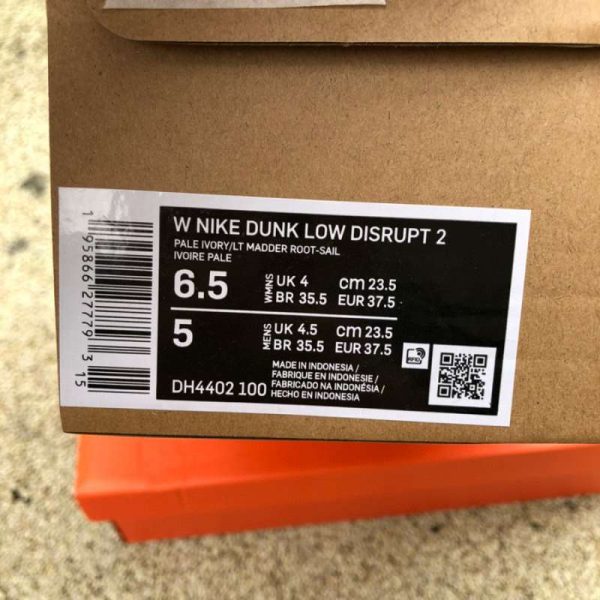 W NIKE DUNK LOW DISRUPT 2
PALE IVORY/LT MADDER ROOT-SAIL
IVOIRE PALE
6.5 WMNS UK 4 cm 23.5
BR 35.5 EUR 37.5
5 MENS UK 4.5 cm 23.5
BR 35.5 EUR 37.5
DH4402 100
MADE IN INDONESIA /
FABRIQUE EN INDONESIE /
FABRICADO NA INDONÉSIA /
HECHO EN INDONESIA
1 95866 27779 3 15